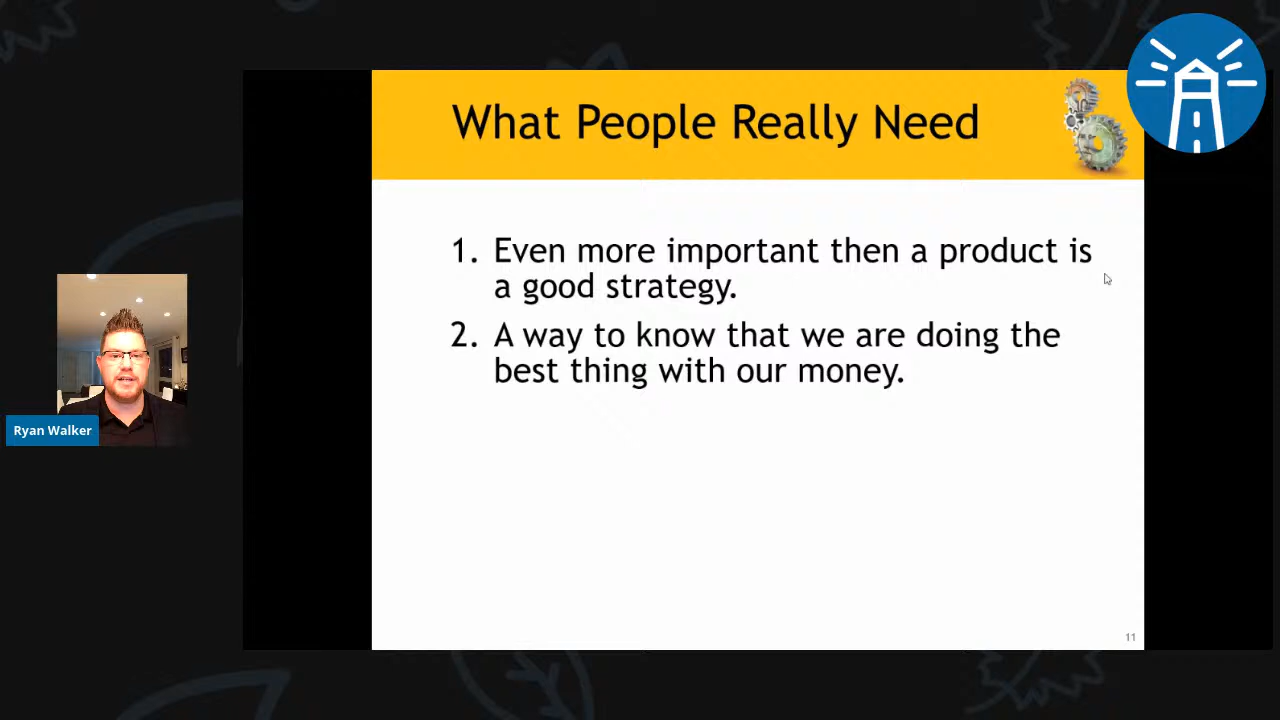 What People Really Need
1. Even more important then a product is
a good strategy.
2. A way to know that we are doing the
best thing with our money.
Ryan Walker
11